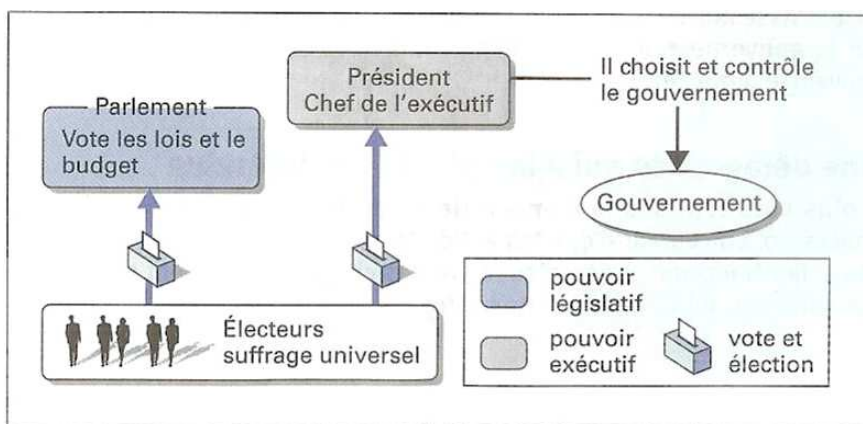 Parlement
Vote les lois et le
budget
Président
Chef de l'exécutif
Il choisit et contrôle
le gouvernement
Gouvernement
Électeurs
suffrage universel
pouvoir
législatif
pouvoir
exécutif
vote et
élection